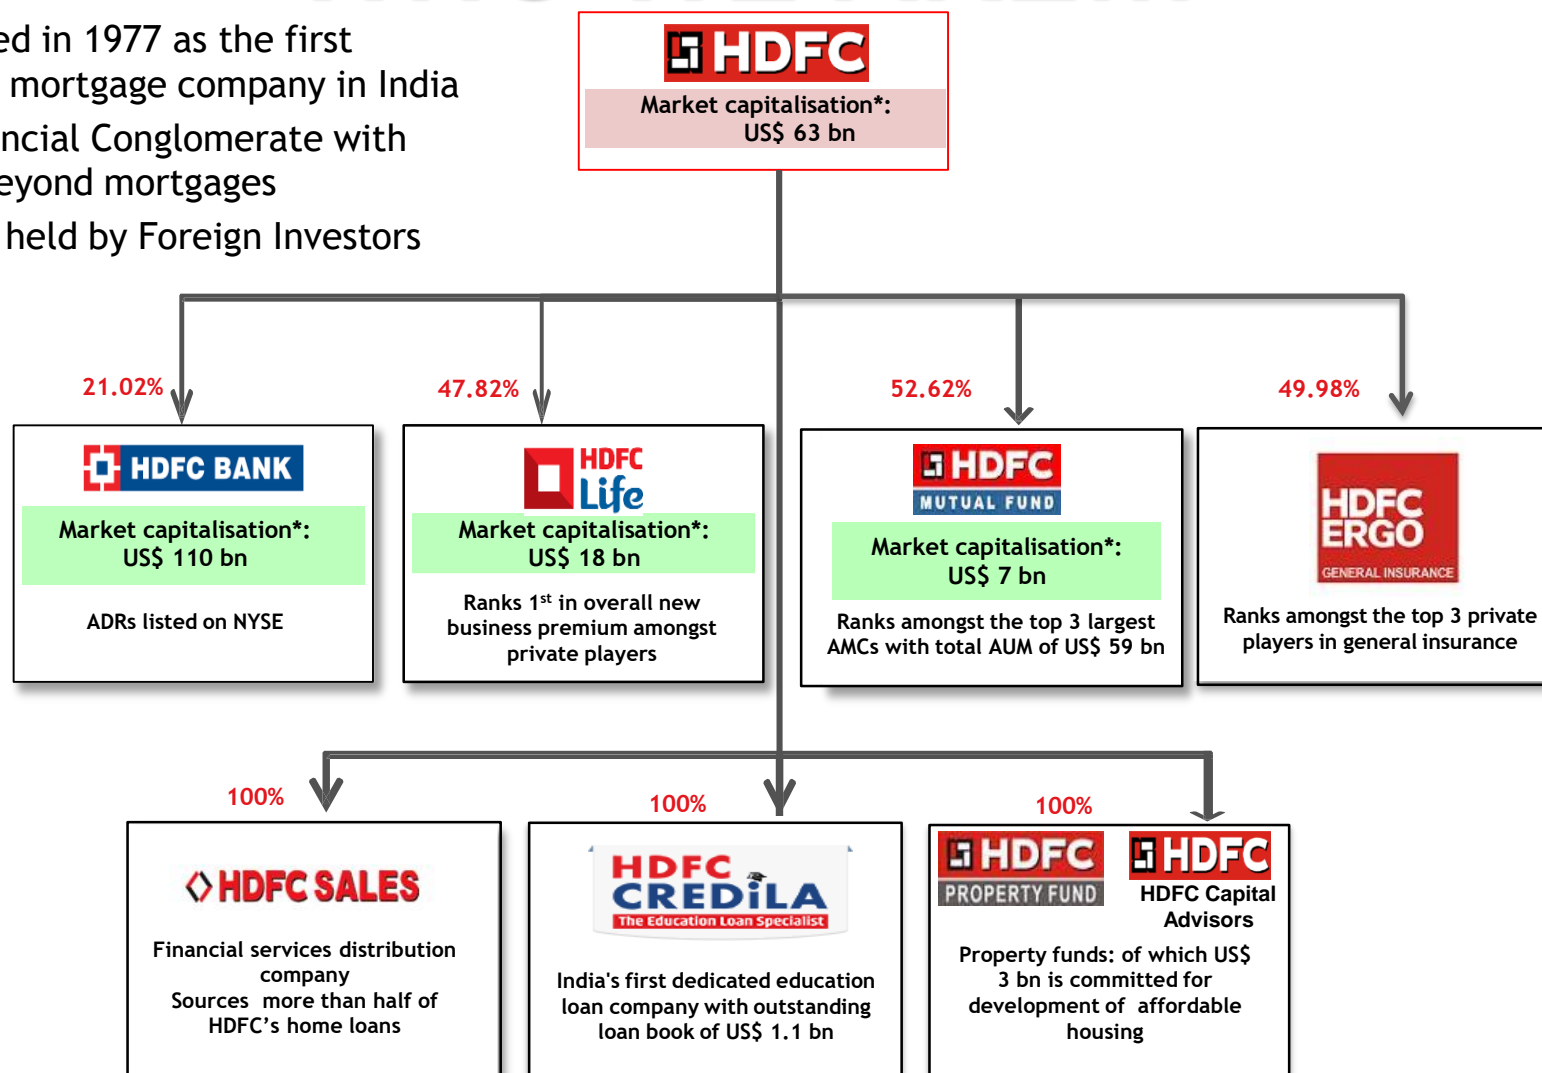 ed in 1977 as the first
mortgage company in India
ncial Conglomerate with
eyond mortgages
held by Foreign Investors
HDFC
Market capitalisation*:
US$ 63 bn
21.02%
47.82%
52.62%
49.98%
HDFC BANK
Market capitalisation*:
US$ 110 bn
ADRs listed on NYSE
HDFC
Life
Market capitalisation*:
US$ 18 bn
Ranks 1st in overall new
business premium amongst
private players
HDFC
MUTUAL FUND
Market capitalisation*:
US$ 7 bn
Ranks amongst the top 3 largest
AMCs with total AUM of US$ 59 bn
HDFC
ERGO
GENERAL INSURANCE
Ranks amongst the top 3 private
players in general insurance
100%
100%
100%
HDFC SALES
Financial services distribution
company
Sources more than half of
HDFC’s home loans
HDFC
CREDiLA
The Education Loan Specialist
India's first dedicated education
loan company with outstanding
loan book of US$ 1.1 bn
HDFC
PROPERTY FUND
HDFC
HDFC Capital
Advisors
Property funds: of which US$
3 bn is committed for
development of affordable
housing